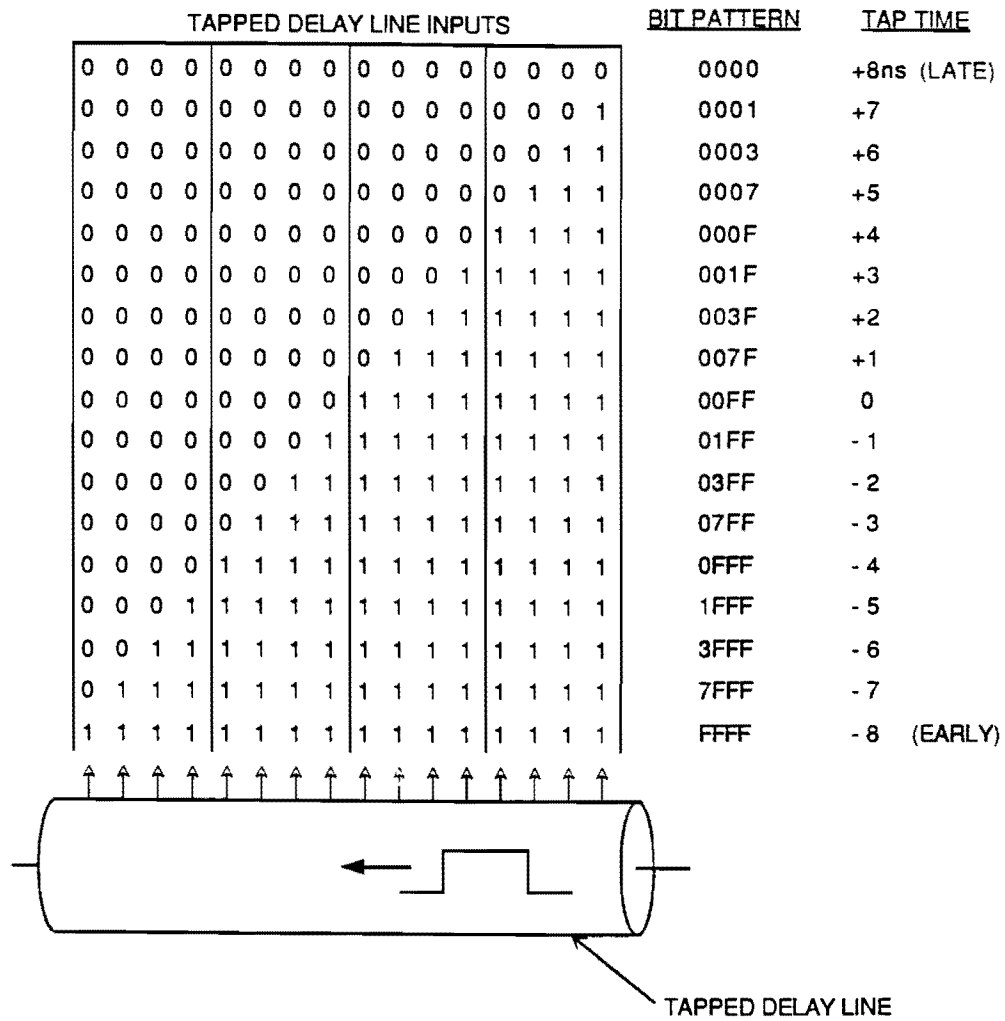 TAPPED DELAY LINE INPUTS BIT PATTERN TAP TIME
0 0 0 0 0 0 0 0 0 0 0 0 0 0 0 0 0000 +8ns (LATE)
0 0 0 0 0 0 0 0 0 0 0 0 0 0 0 1 0001 +7
0 0 0 0 0 0 0 0 0 0 0 0 0 0 1 1 0003 +6
0 0 0 0 0 0 0 0 0 0 0 0 0 1 1 1 0007 +5
0 0 0 0 0 0 0 0 0 0 0 0 1 1 1 1 000F +4
0 0 0 0 0 0 0 0 0 0 0 1 1 1 1 1 001F +3
0 0 0 0 0 0 0 0 0 0 1 1 1 1 1 1 003F +2
0 0 0 0 0 0 0 0 0 1 1 1 1 1 1 1 007F +1
0 0 0 0 0 0 0 0 1 1 1 1 1 1 1 1 00FF 0
0 0 0 0 0 0 0 1 1 1 1 1 1 1 1 1 01FF - 1
0 0 0 0 0 0 1 1 1 1 1 1 1 1 1 1 03FF - 2
0 0 0 0 0 1 1 1 1 1 1 1 1 1 1 1 07FF - 3
0 0 0 0 1 1 1 1 1 1 1 1 1 1 1 1 0FFF - 4
0 0 0 1 1 1 1 1 1 1 1 1 1 1 1 1 1FFF - 5
0 0 1 1 1 1 1 1 1 1 1 1 1 1 1 1 3FFF - 6
0 1 1 1 1 1 1 1 1 1 1 1 1 1 1 1 7FFF - 7
1 1 1 1 1 1 1 1 1 1 1 1 1 1 1 1 FFFF - 8 (EARLY)
TAPPED DELAY LINE